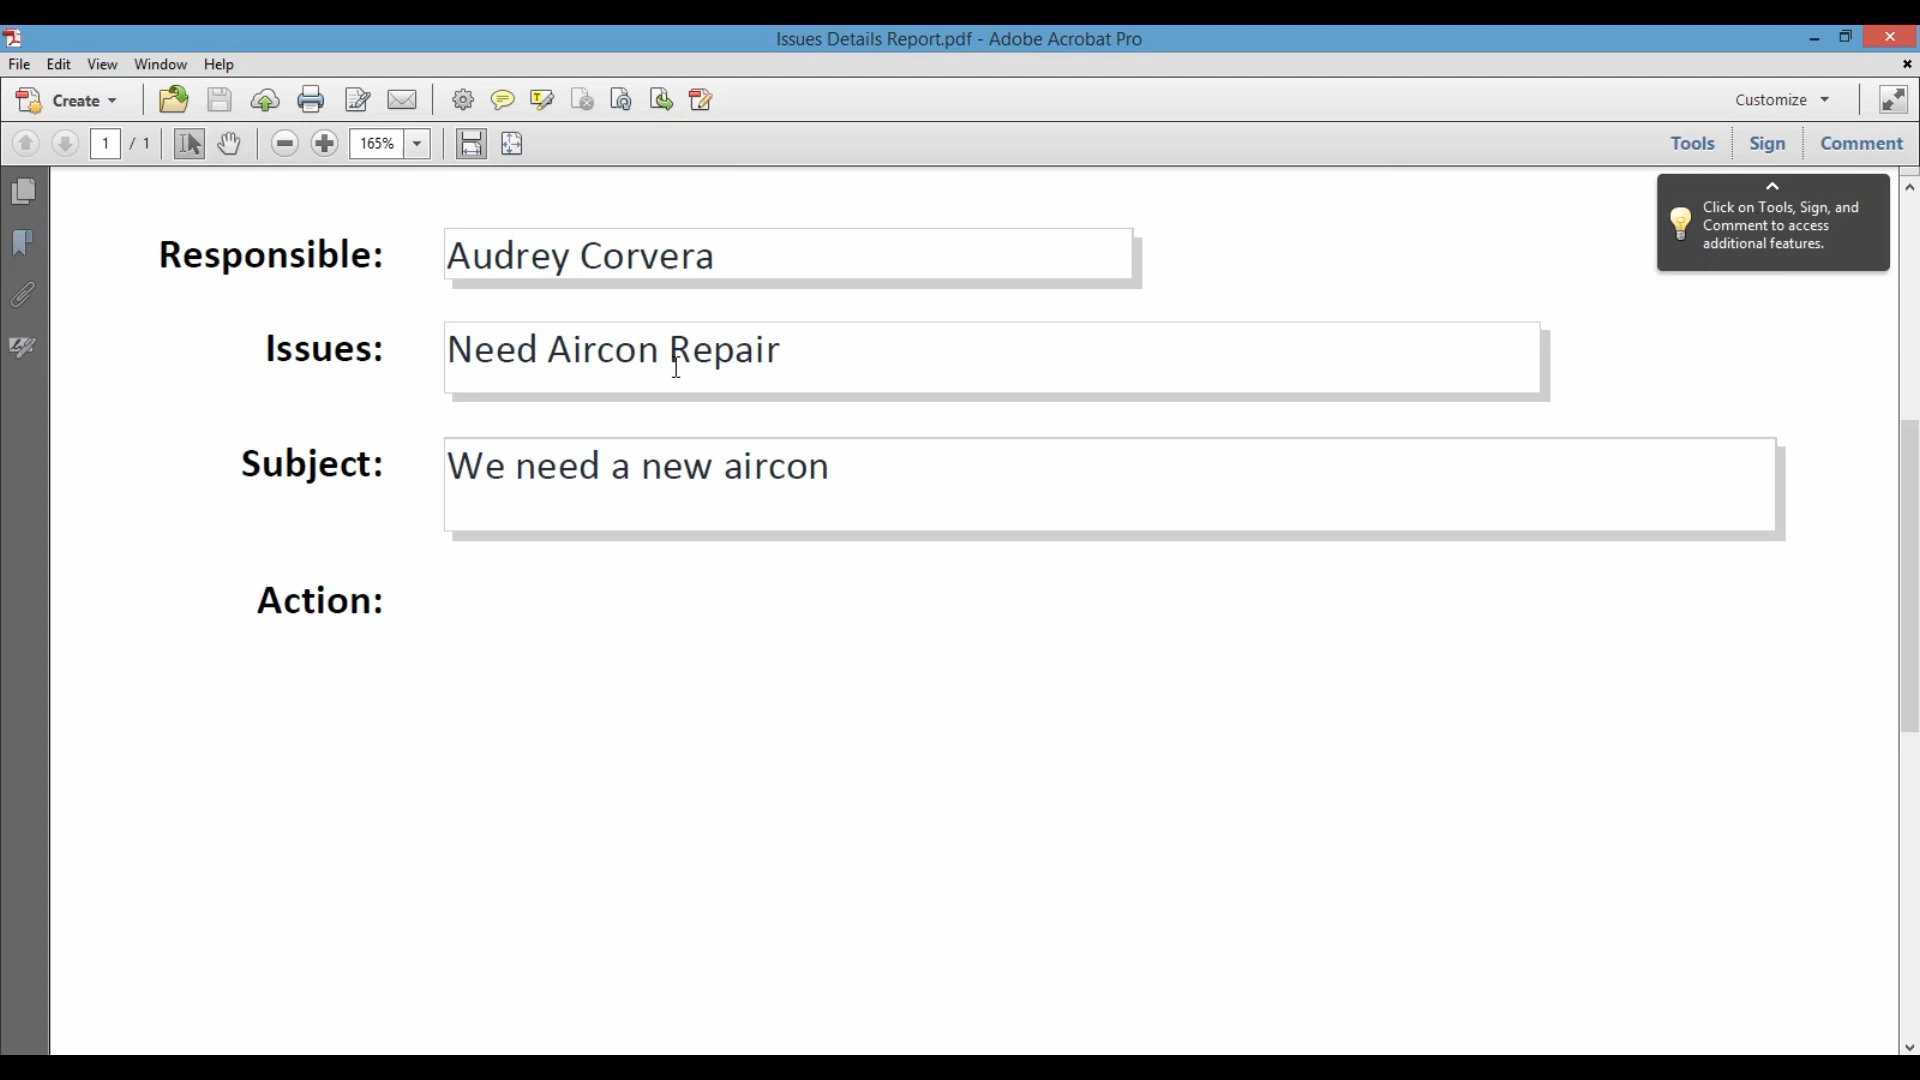 Issues Details Report.pdf - Adobe Acrobat Pro
File Edit View Window Help
Create Customize
1 / 1 165% Tools Sign Comment
Click on Tools, Sign, and
Comment to access
additional features.
Responsible: Audrey Corvera
Issues: Need Aircon Repair
Subject: We need a new aircon
Action: